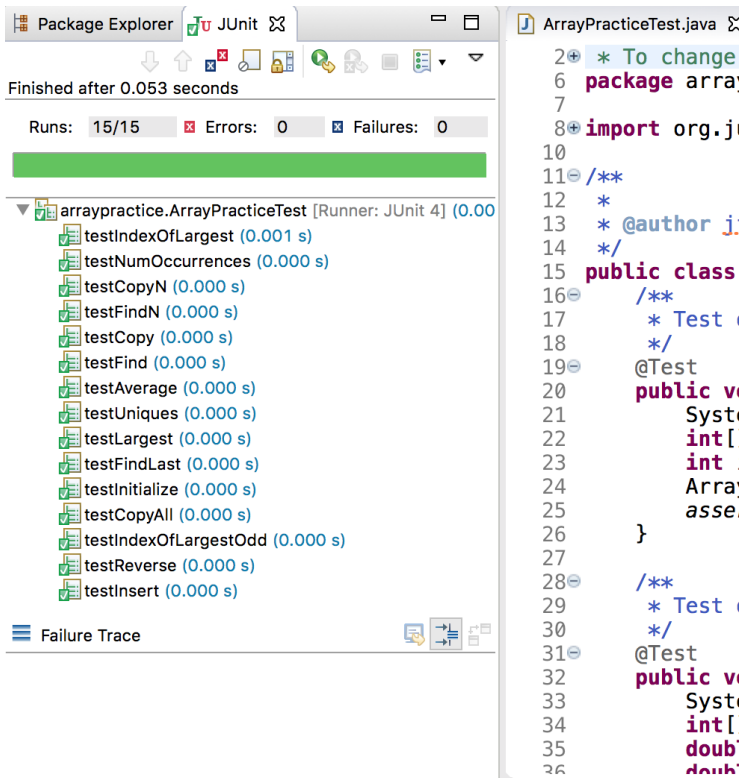 Package Explorer JUnit
Finished after 0.053 seconds
Runs: 15/15 Errors: 0 Failures: 0
arraypractice.ArrayPracticeTest [Runner: JUnit 4] (0.00
testIndexOfLargest (0.001 s)
testNumOccurrences (0.000 s)
testCopyN (0.000 s)
testFindN (0.000 s)
testCopy (0.000 s)
testFind (0.000 s)
testAverage (0.000 s)
testUniques (0.000 s)
testLargest (0.000 s)
testFindLast (0.000 s)
testInitialize (0.000 s)
testCopyAll (0.000 s)
testIndexOfLargestOdd (0.000 s)
testReverse (0.000 s)
testInsert (0.000 s)
Failure Trace
ArrayPracticeTest.java
2 * To change
6 package array
7
8 import org.ju
10
11 /**
12 *
13 * @author j
14 */
15 public class
16 /**
17 * Test
18 */
19 @Test
20 public vo
21 Syste
22 int[
23 int
24 Array
25 asse
26 }
27
28 /**
29 * Test
30 */
31 @Test
32 public vo
33 Syste
34 int[
35 doubl
36 doubl